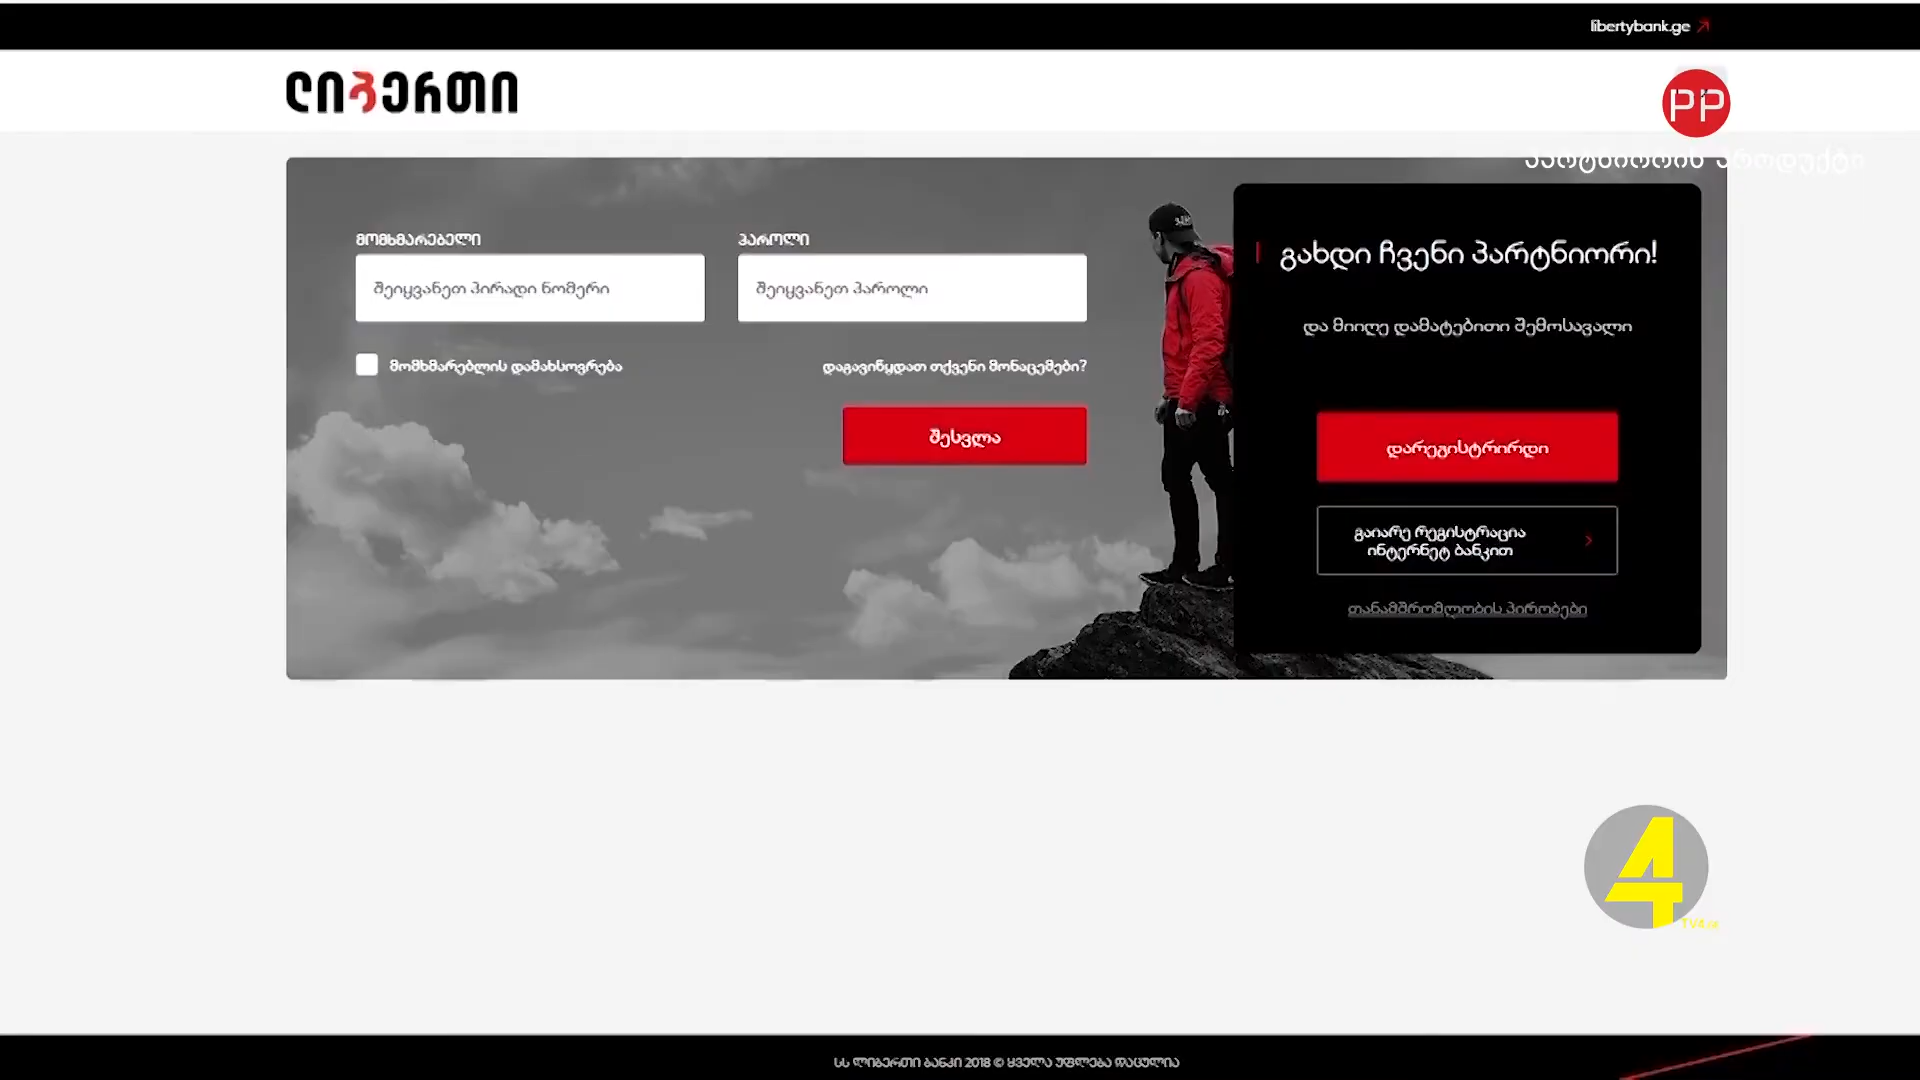 libertybank.ge
ლიბერთი
PP
პარტნიორის პროდუქტი
მომხმარებელი
პაროლი
შეიყვანეთ პირადი ნომერი
შეიყვანეთ პაროლი
მომხმარებლის დამახსოვრება
დაგავიწყდათ თქვენი მონაცემები?
შესვლა
გახდი ჩვენი პარტნიორი!
და მიიღე დამატებითი შემოსავალი
დარეგისტრირდი
გაიარე რეგისტრაცია
ინტერნეტ ბანკით
თანამშრომლობის პირობები
4
სს ლიბერთი ბანკი 2018 © ყველა უფლება დაცულია